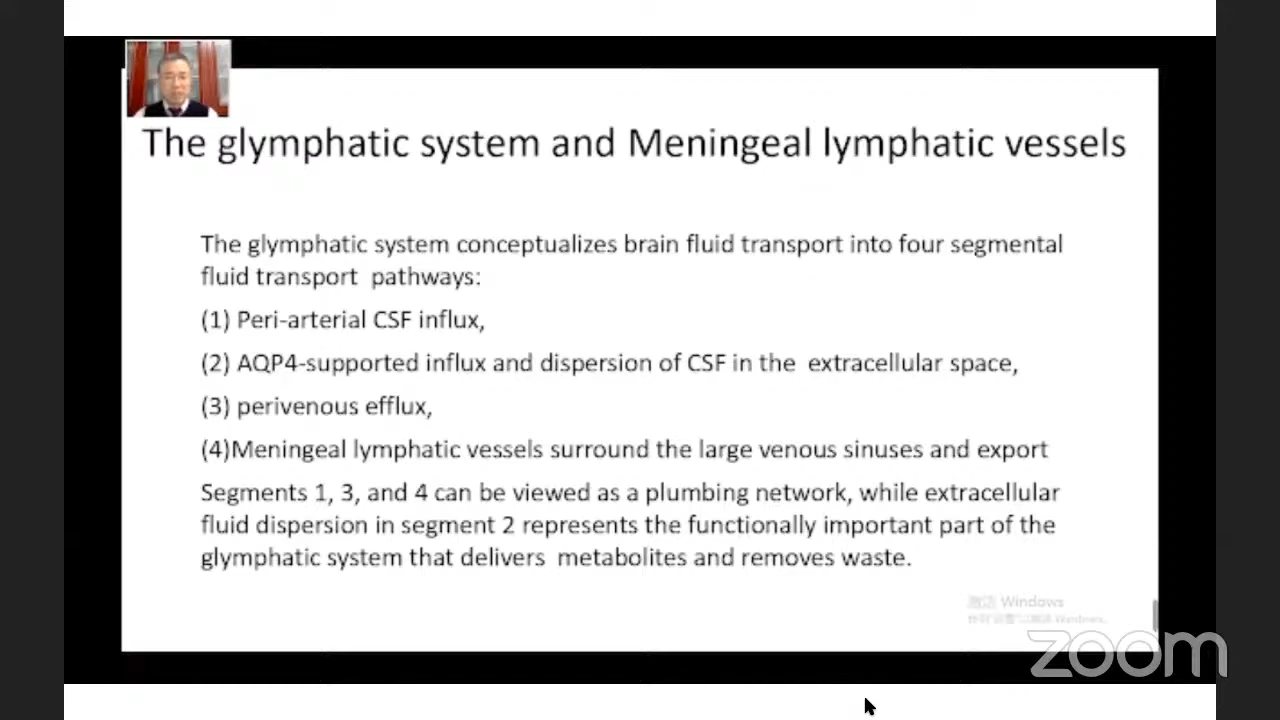 The glymphatic system and Meningeal lymphatic vessels
The glymphatic system conceptualizes brain fluid transport into four segmental
fluid transport pathways:
(1) Peri-arterial CSF influx,
(2) AQP4-supported influx and dispersion of CSF in the extracellular space,
(3) perivenous efflux,
(4)Meningeal lymphatic vessels surround the large venous sinuses and export
Segments 1, 3, and 4 can be viewed as a plumbing network, while extracellular
fluid dispersion in segment 2 represents the functionally important part of the
glymphatic system that delivers metabolites and removes waste.
激活 Windows
Windows。
zoom